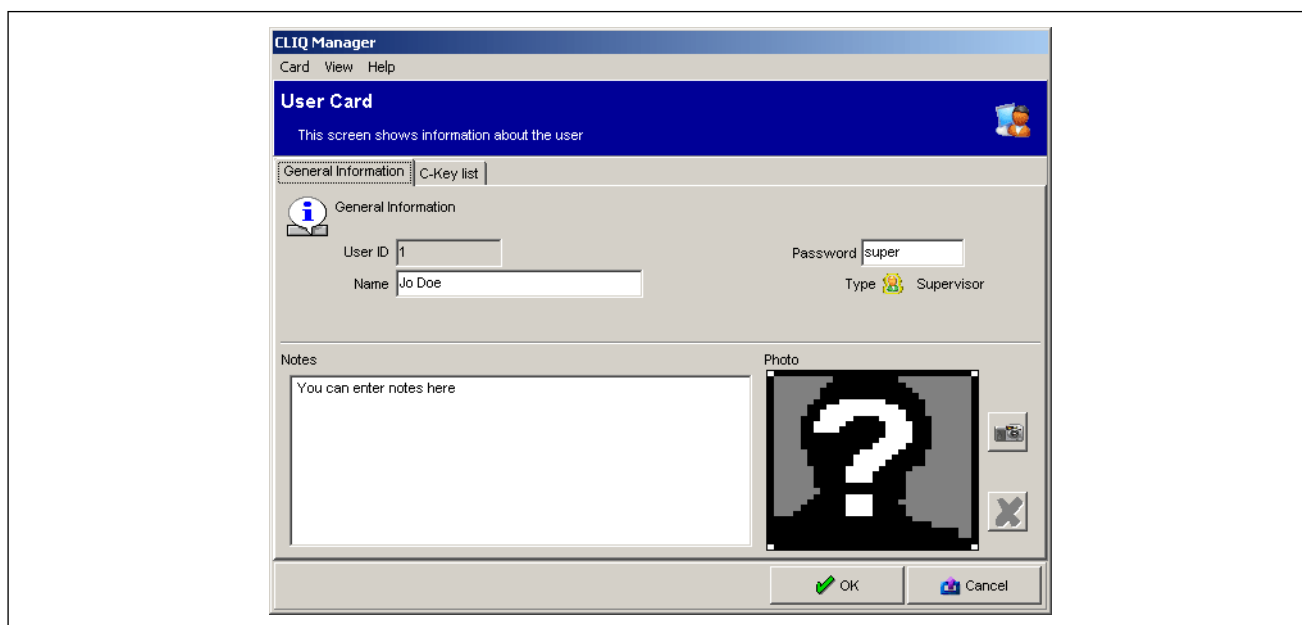 CLIQ Manager
Card View Help
User Card
This screen shows information about the user
General Information C-Key list
General Information
User ID 1
Password super
Name Jo Doe
Type Supervisor
Notes
Photo
You can enter notes here
OK Cancel